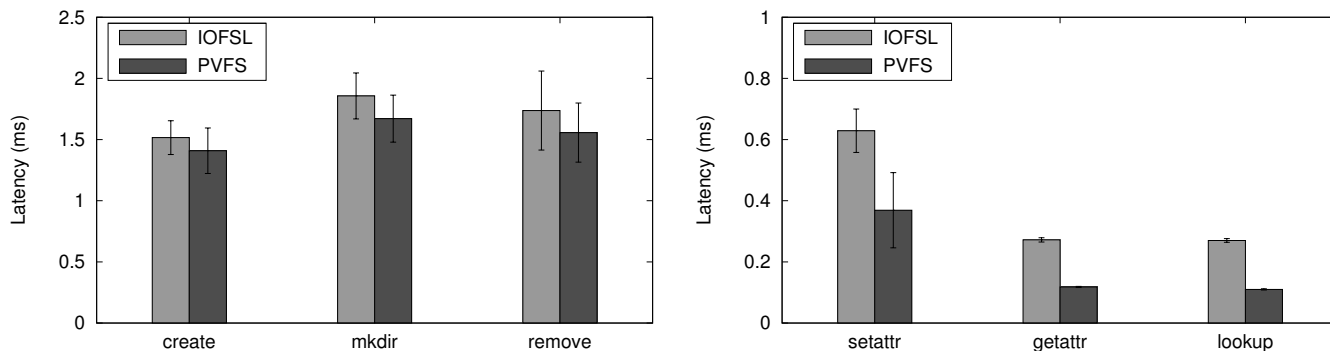 Latency (ms)
2.5
2
1.5
1
0.5
0
IOFSL
PVFS
create mkdir remove
Latency (ms)
1
0.8
0.6
0.4
0.2
0
IOFSL
PVFS
setattr getattr lookup